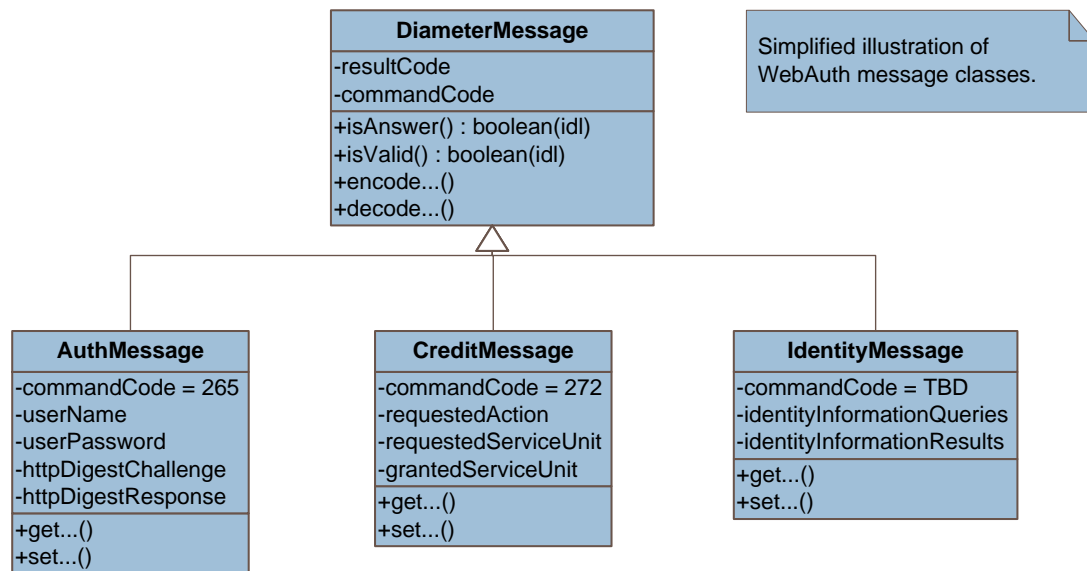 DiameterMessage
-resultCode
-commandCode
+isAnswer() : boolean(idl)
+isValid() : boolean(idl)
+encode...()
+decode...()
Simplified illustration of
WebAuth message classes.
AuthMessage
-commandCode = 265
-userName
-userPassword
-httpDigestChallenge
-httpDigestResponse
+get...()
+set...()
CreditMessage
-commandCode = 272
-requestedAction
-requestedServiceUnit
-grantedServiceUnit
+get...()
+set...()
IdentityMessage
-commandCode = TBD
-identityInformationQueries
-identityInformationResults
+get...()
+set...()